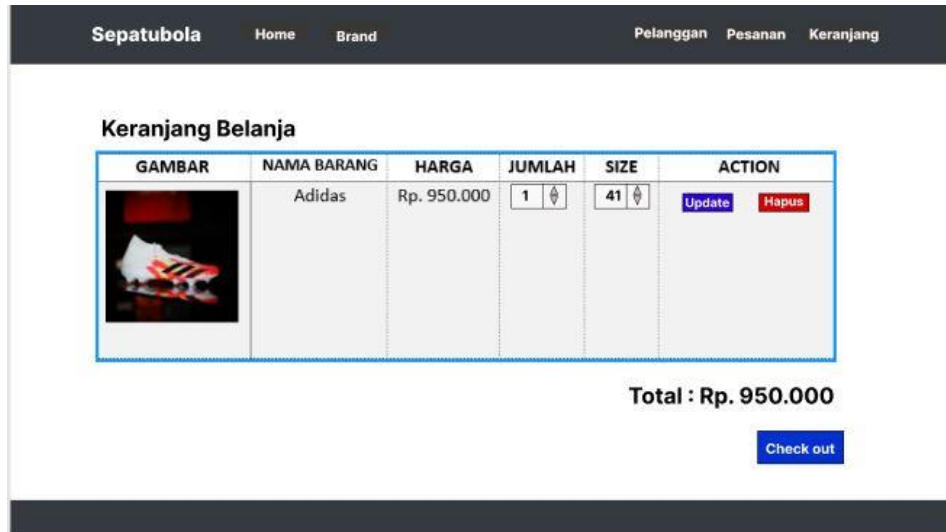 Sepatubola Home Brand Pelanggan Pesanan Keranjang
Keranjang Belanja
GAMBAR NAMA BARANG HARGA JUMLAH SIZE ACTION
Adidas Rp. 950.000 1 41 Update Hapus
Total : Rp. 950.000
Check out